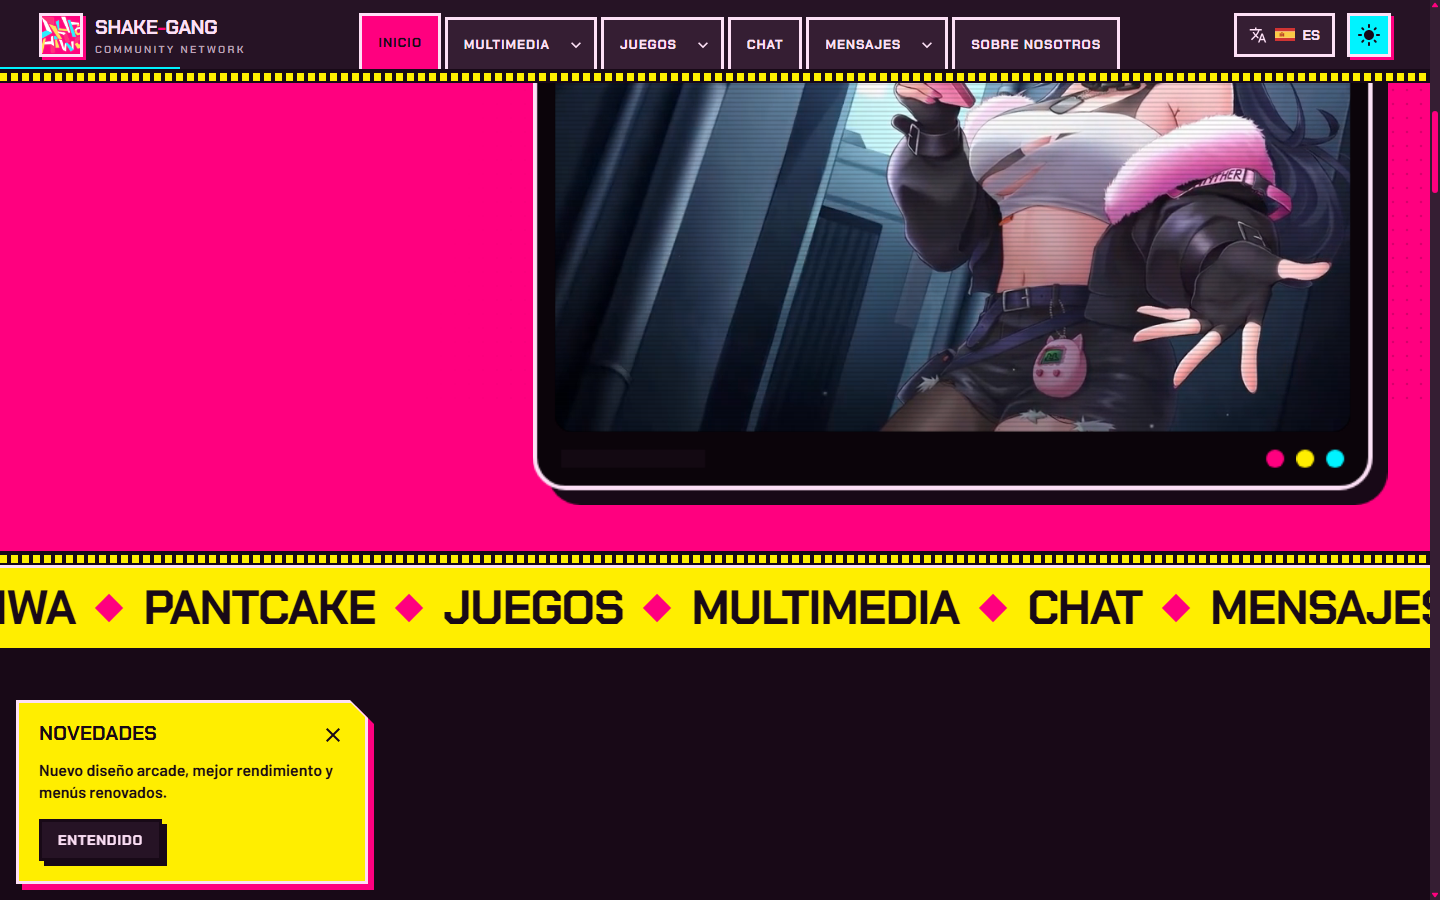 SHAKE-GANG
COMMUNITY NETWORK
INICIO
MULTIMEDIA
JUEGOS
CHAT
MENSAJES
SOBRE NOSOTROS
ES
PANTCAKE ◆ JUEGOS ◆ MULTIMEDIA ◆ CHAT ◆ MENSAJES
NOVEDADES
Nuevo diseño arcade, mejor rendimiento y
menús renovados.
ENTENDIDO